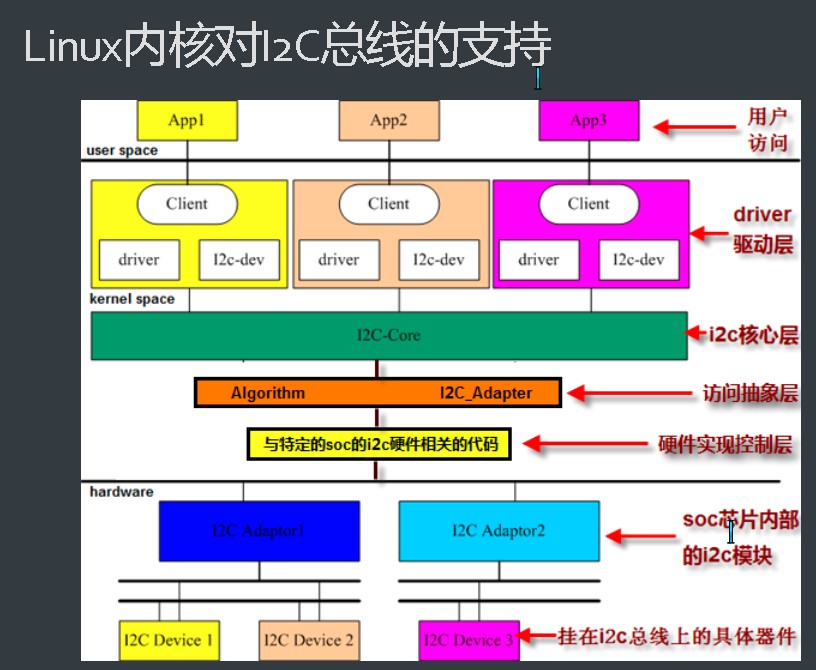 Linux内核对I2C总线的支持
App1
App2
App3
用户
访问
user space
Client
Client
Client
driver
I2c-dev
driver
I2c-dev
driver
I2c-dev
driver
驱动层
kernel space
I2C-Core
i2c核心层
Algorithm
I2C_Adapter
访问抽象层
与特定的soc的i2c硬件相关的代码
硬件实现控制层
hardware
I2C Adaptor1
I2C Adaptor2
soc芯片内部
的i2c模块
I2C Device 1
I2C Device 2
I2C Device 3
挂在i2c总线上的具体器件